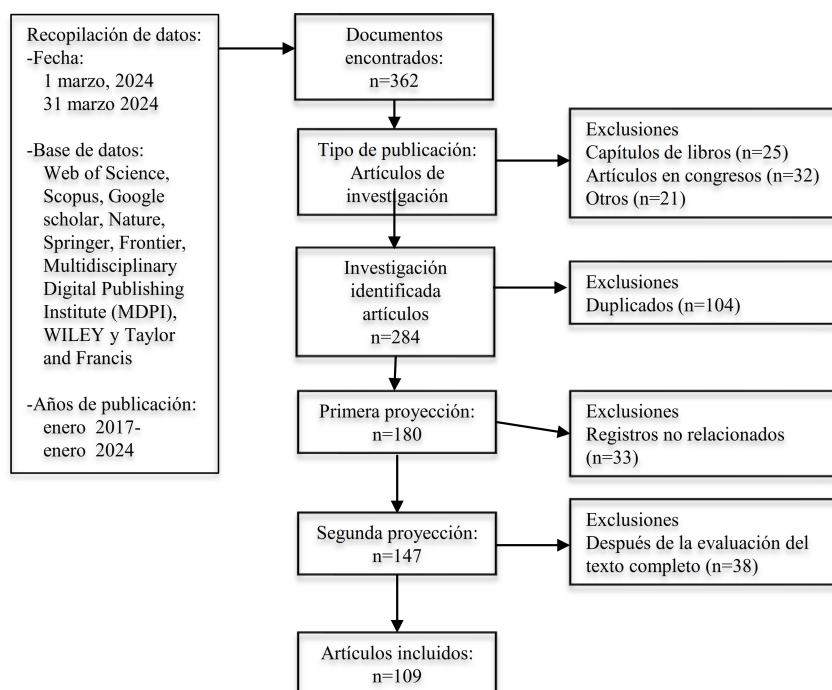 Recopilación de datos:
-Fecha:
1 marzo, 2024
31 marzo 2024
-Base de datos:
Web of Science,
Scopus, Google
scholar, Nature,
Springer, Frontier,
Multidisciplinary
Digital Publishing
Institute (MDPI),
WILEY y Taylor
and Francis
-Años de publicación:
enero 2017-
enero 2024
Documentos
encontrados:
n=362
Tipo de publicación:
Artículos de
investigación
Exclusiones
Capítulos de libros (n=25)
Artículos en congresos (n=32)
Otros (n=21)
Investigación
identificada
artículos
n=284
Exclusiones
Duplicados (n=104)
Primera proyección:
n=180
Exclusiones
Registros no relacionados
(n=33)
Segunda proyección:
n=147
Exclusiones
Después de la evaluación del
texto completo (n=38)
Artículos incluidos:
n=109